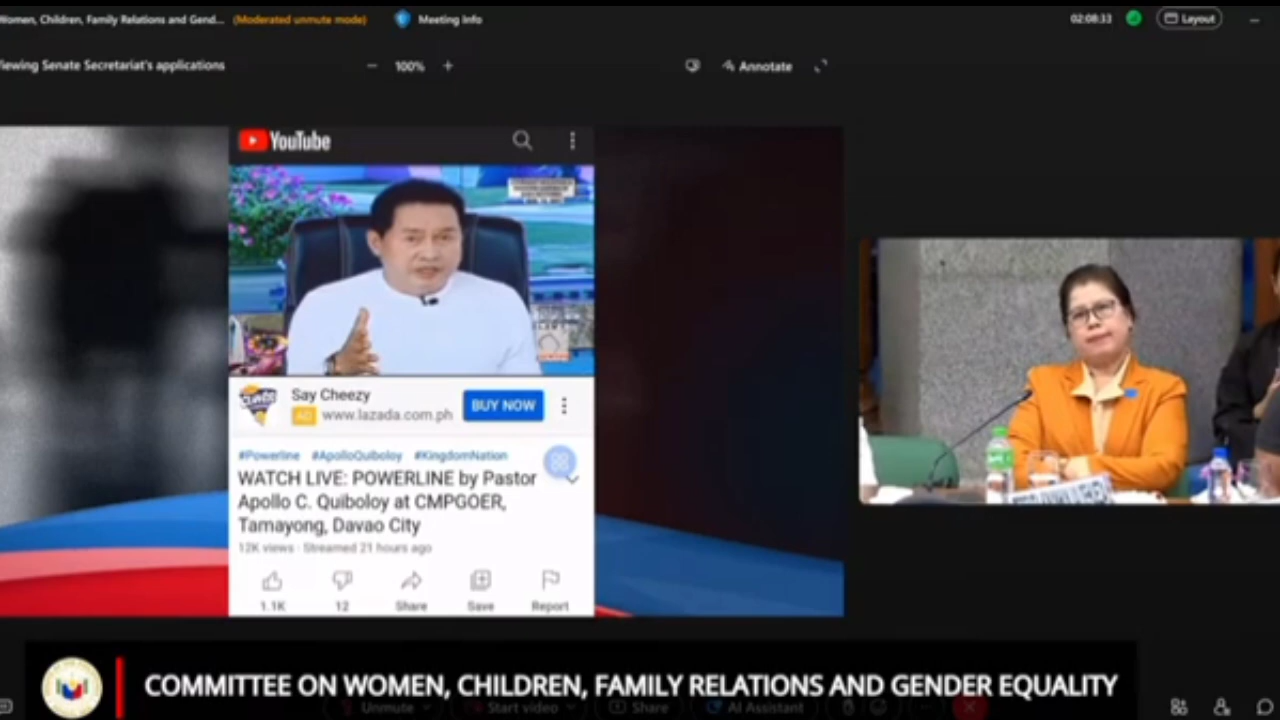 Women, Children, Family Relations and Gend... (Moderated unmute mode) Meeting Info
02:08:33 Layout
iewing Senate Secretariat's applications
100%
Annotate
YouTube
Say Cheezy
AD www.lazada.com.ph
BUY NOW
#Powerline #ApolloQuiboloy #KingdomNation
WATCH LIVE: POWERLINE by Pastor
Apollo C. Quiboloy at CMPGOER,
Tamayong, Davao City
12K views · Streamed 21 hours ago
1.1K 12 Share Save Report
COMMITTEE ON WOMEN, CHILDREN, FAMILY RELATIONS AND GENDER EQUALITY
Unmute Start video Share AI Assistant